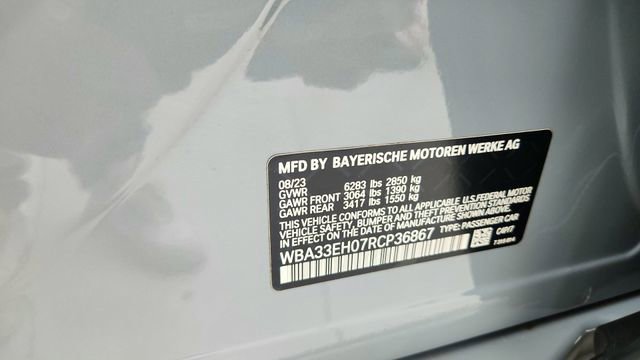 MFD BY BAYERISCHE MOTOREN WERKE AG
08/23
GVWR 6283 lbs 2850 kg
GAWR FRONT 3064 lbs 1390 kg
GAWR REAR 3417 lbs 1550 kg
THIS VEHICLE CONFORMS TO ALL APPLICABLE U.S. FEDERAL MOTOR
VEHICLE SAFETY, BUMPER, AND THEFT PREVENTION STANDARDS
IN EFFECT ON THE DATE OF MANUFACTURE SHOWN ABOVE.
WBA33EH07RCP36867 TYPE: PASSENGER CAR